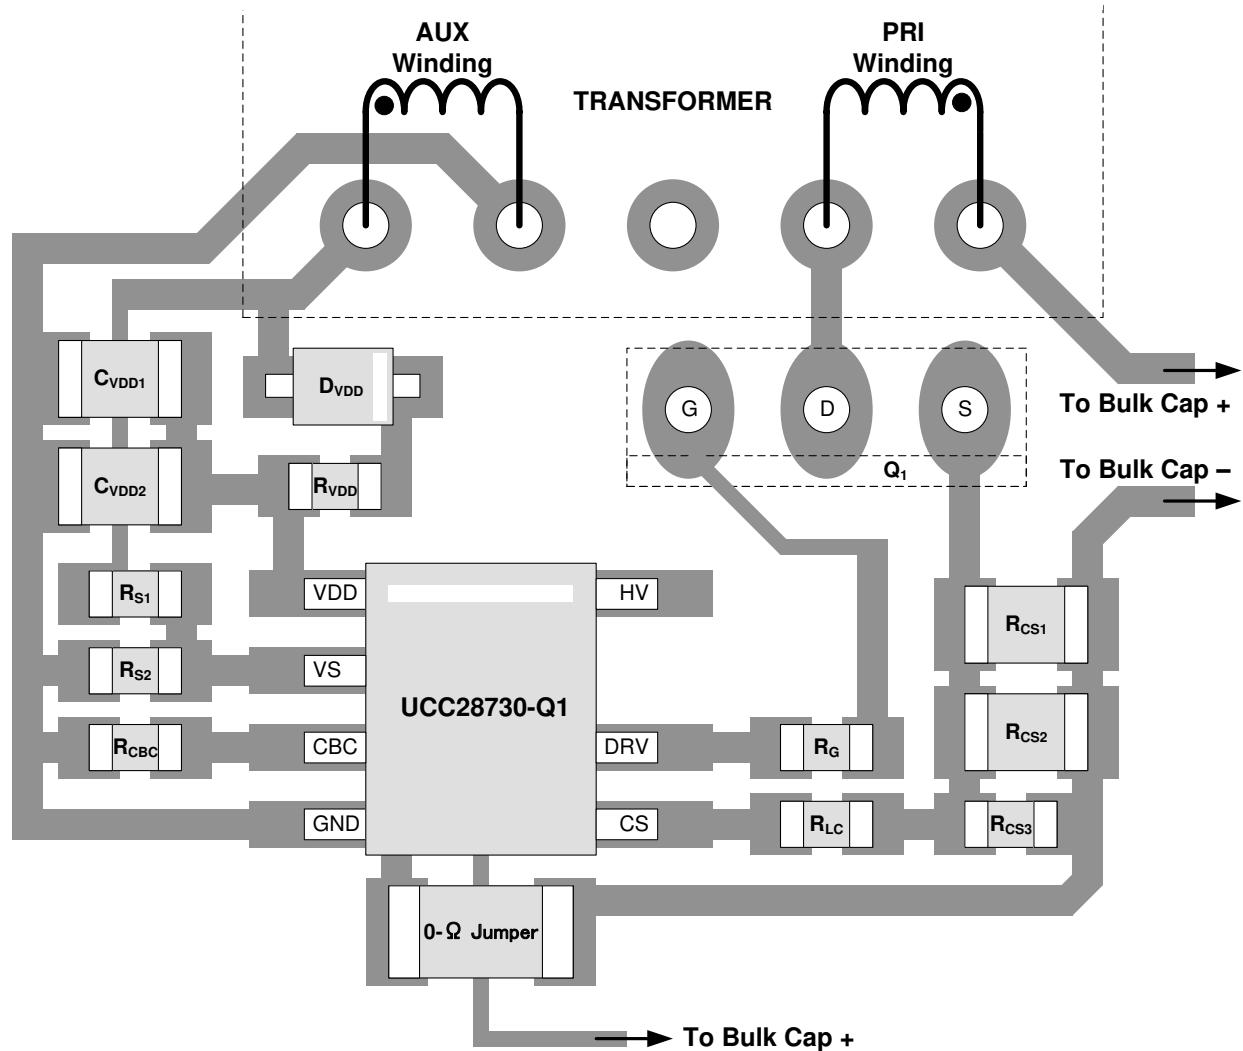 AUX
Winding
PRI
Winding
TRANSFORMER
CVDD1
DVDD
G
D
S
To Bulk Cap +
CVDD2
RVDD
Q1
To Bulk Cap –
RS1
VDD
HV
RCS1
RS2
VS
UCC28730-Q1
RCBC
CBC
DRV
RG
RCS2
GND
CS
RLC
RCS3
0-Ω Jumper
To Bulk Cap +